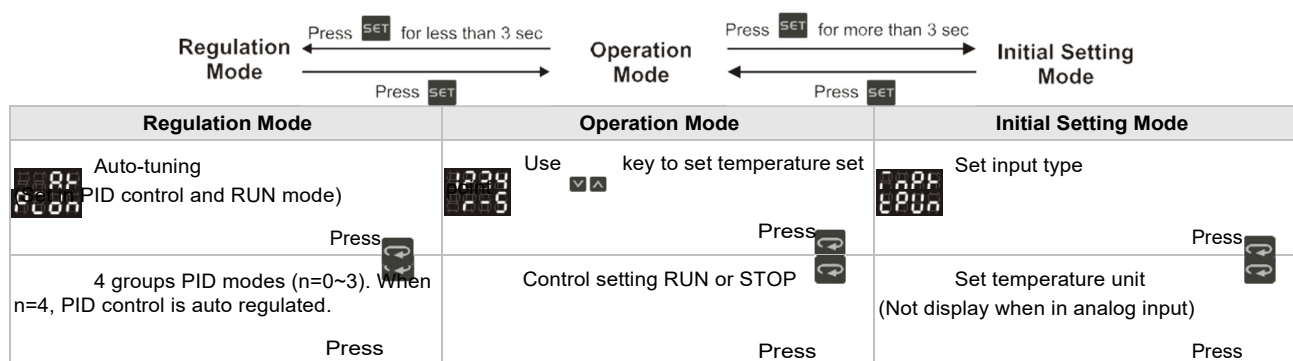 Press SET for less than 3 sec
Press SET for more than 3 sec
Regulation Mode
Operation Mode
Initial Setting Mode
Press SET
Press SET
Regulation Mode
Operation Mode
Initial Setting Mode
Auto-tuning
(Set in PID control and RUN mode)
Press
Use key to set temperature set
point
r-S
Set input type
Press
Press
4 groups PID modes (n=0~3). When
n=4, PID control is auto regulated.
Press
Control setting RUN or STOP
Press
Set temperature unit
(Not display when in analog input)
Press